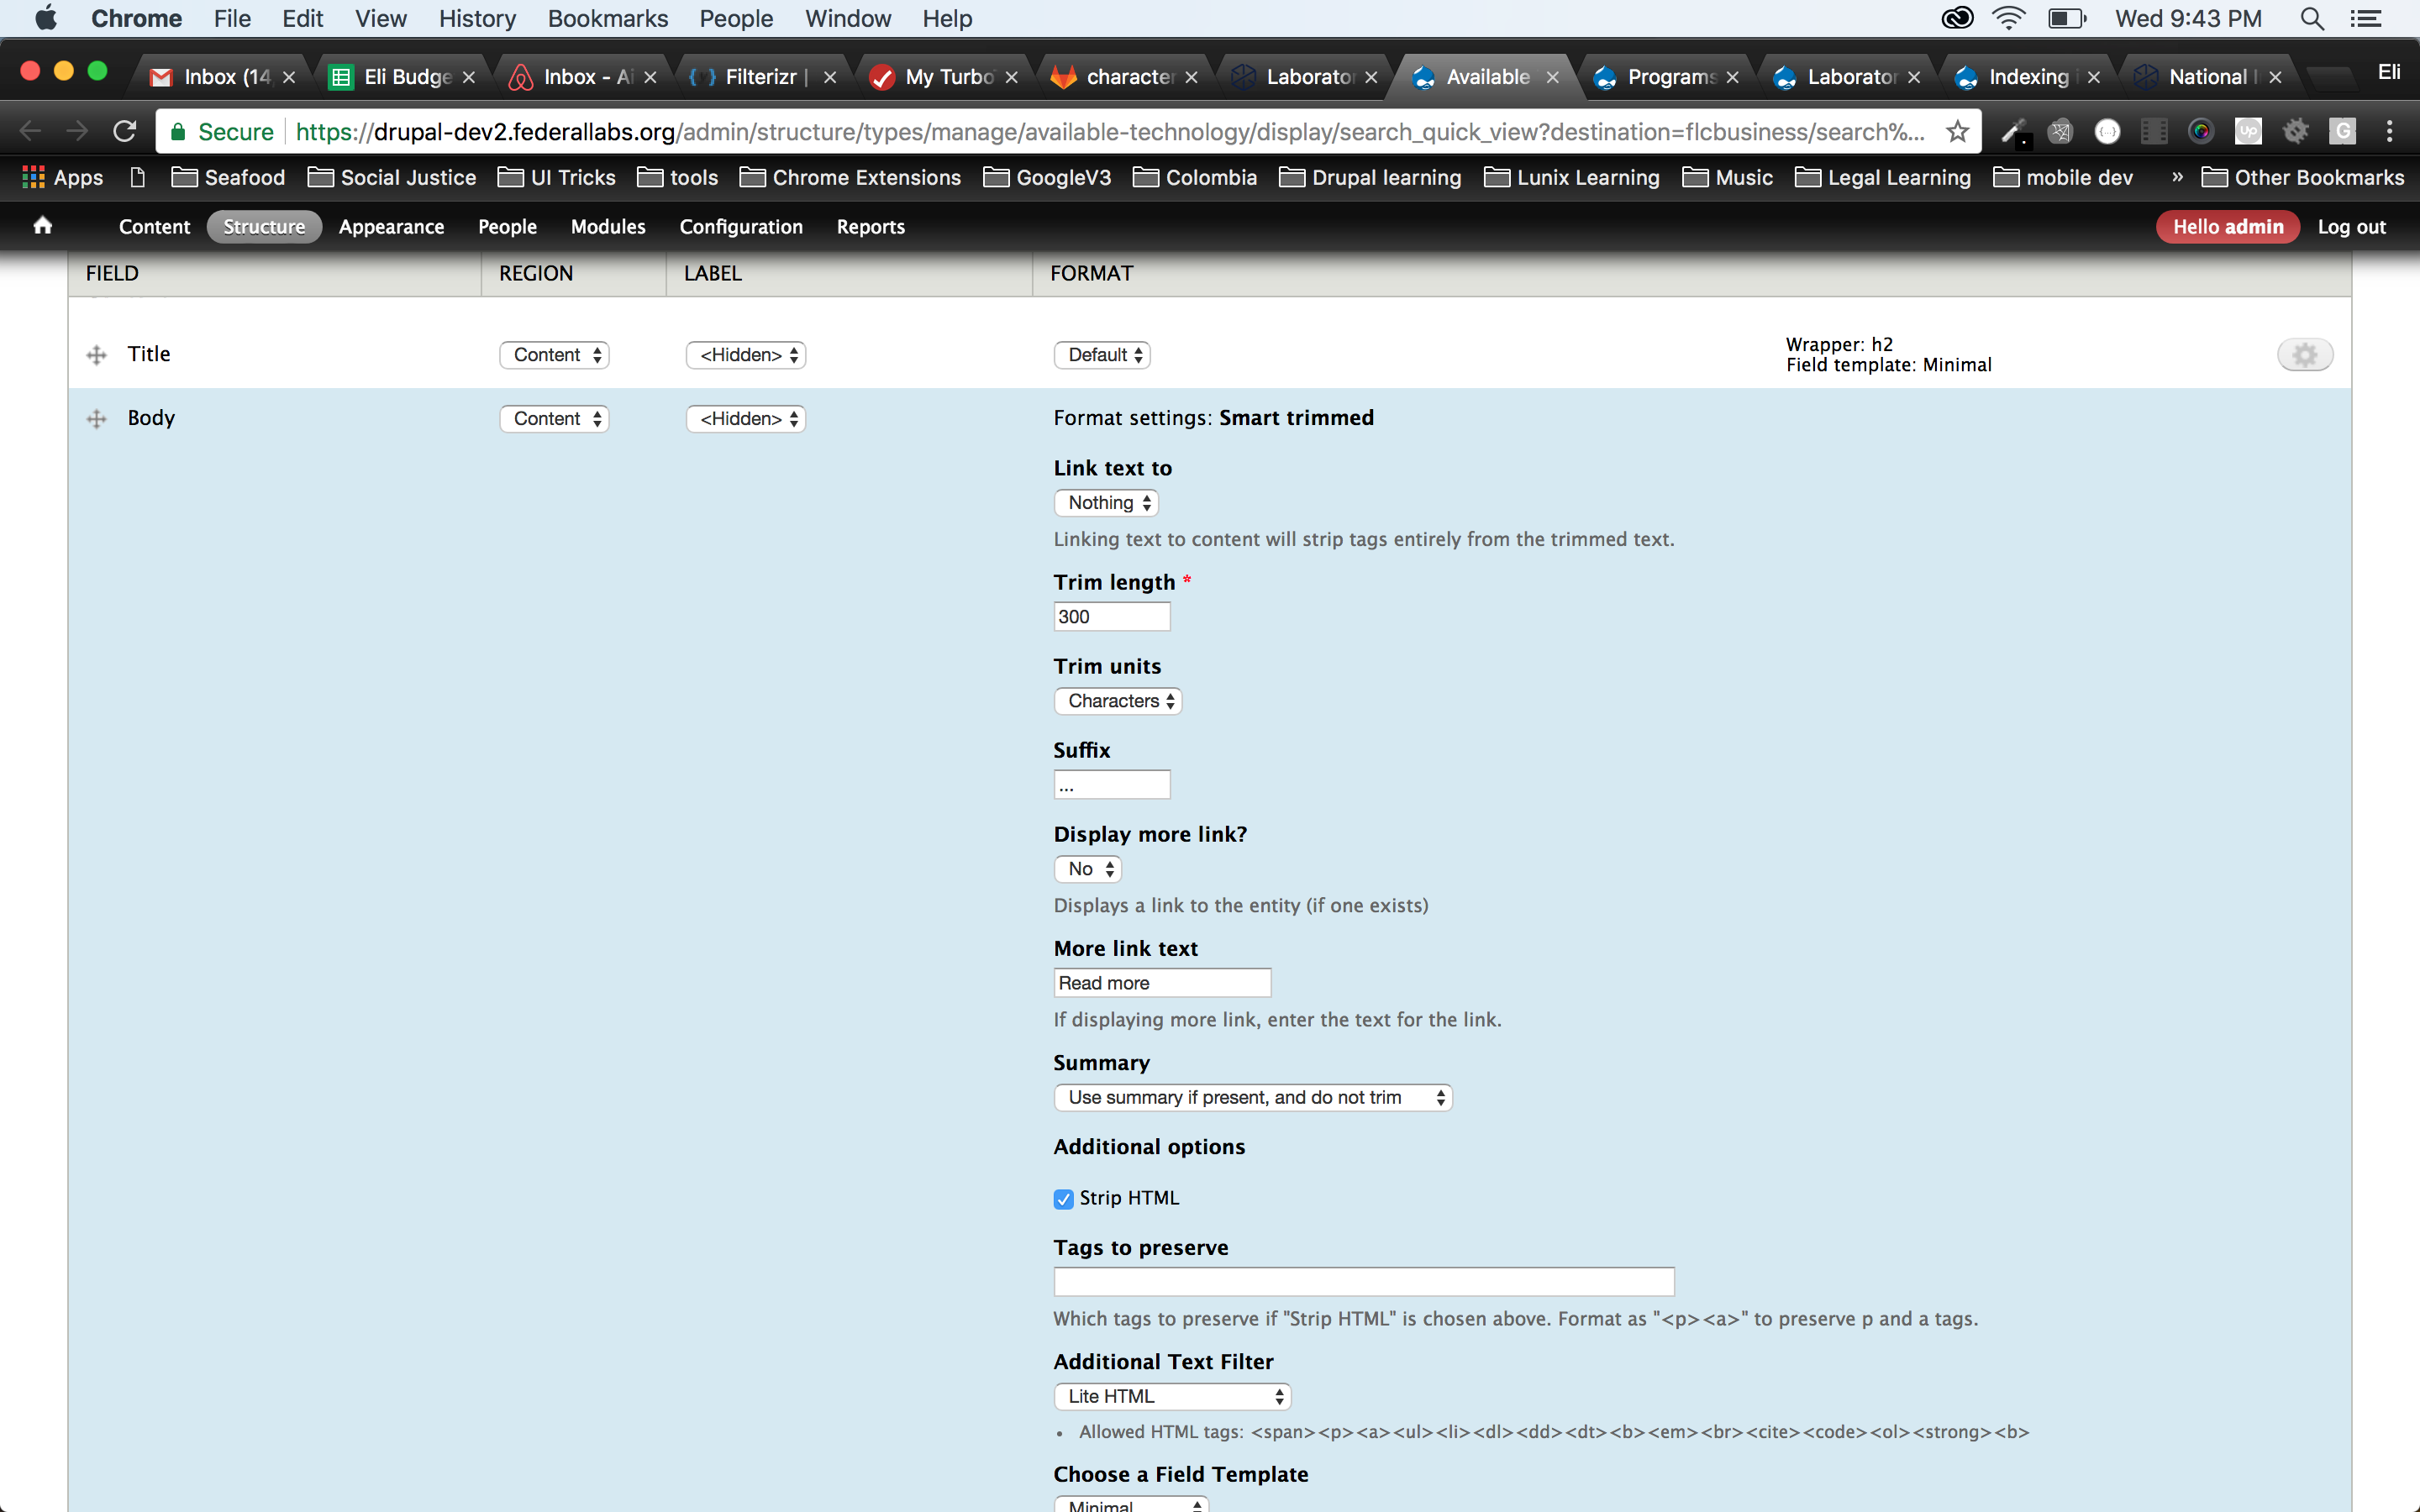 Chrome File Edit View History Bookmarks People Window Help Wed 9:43 PM
Inbox (14 Eli Budge Inbox - Ai Filterizr | My Turbo character Laborator Available Programs Laborator Indexing National Eli
Secure https://drupal-dev2.federallabs.org/admin/structure/types/manage/available-technology/display/search_quick_view?destination=flcbusiness/search%...
Apps Seafood Social Justice UI Tricks tools Chrome Extensions GoogleV3 Colombia Drupal learning Lunix Learning Music Legal Learning mobile dev » Other Bookmarks
Content Structure Appearance People Modules Configuration Reports Hello admin Log out
FIELD REGION LABEL FORMAT
Title Content <Hidden> Default Wrapper: h2
Field template: Minimal
Body Content <Hidden> Format settings: Smart trimmed
Link text to
Nothing
Linking text to content will strip tags entirely from the trimmed text.
Trim length *
300
Trim units
Characters
Suffix
...
Display more link?
No
Displays a link to the entity (if one exists)
More link text
Read more
If displaying more link, enter the text for the link.
Summary
Use summary if present, and do not trim
Additional options
Strip HTML
Tags to preserve
Which tags to preserve if "Strip HTML" is chosen above. Format as "<p><a>" to preserve p and a tags.
Additional Text Filter
Lite HTML
• Allowed HTML tags: <span><p><a><ul><li><dl><dd><dt><b><em><br><cite><code><ol><strong><b>
Choose a Field Template
Minimal